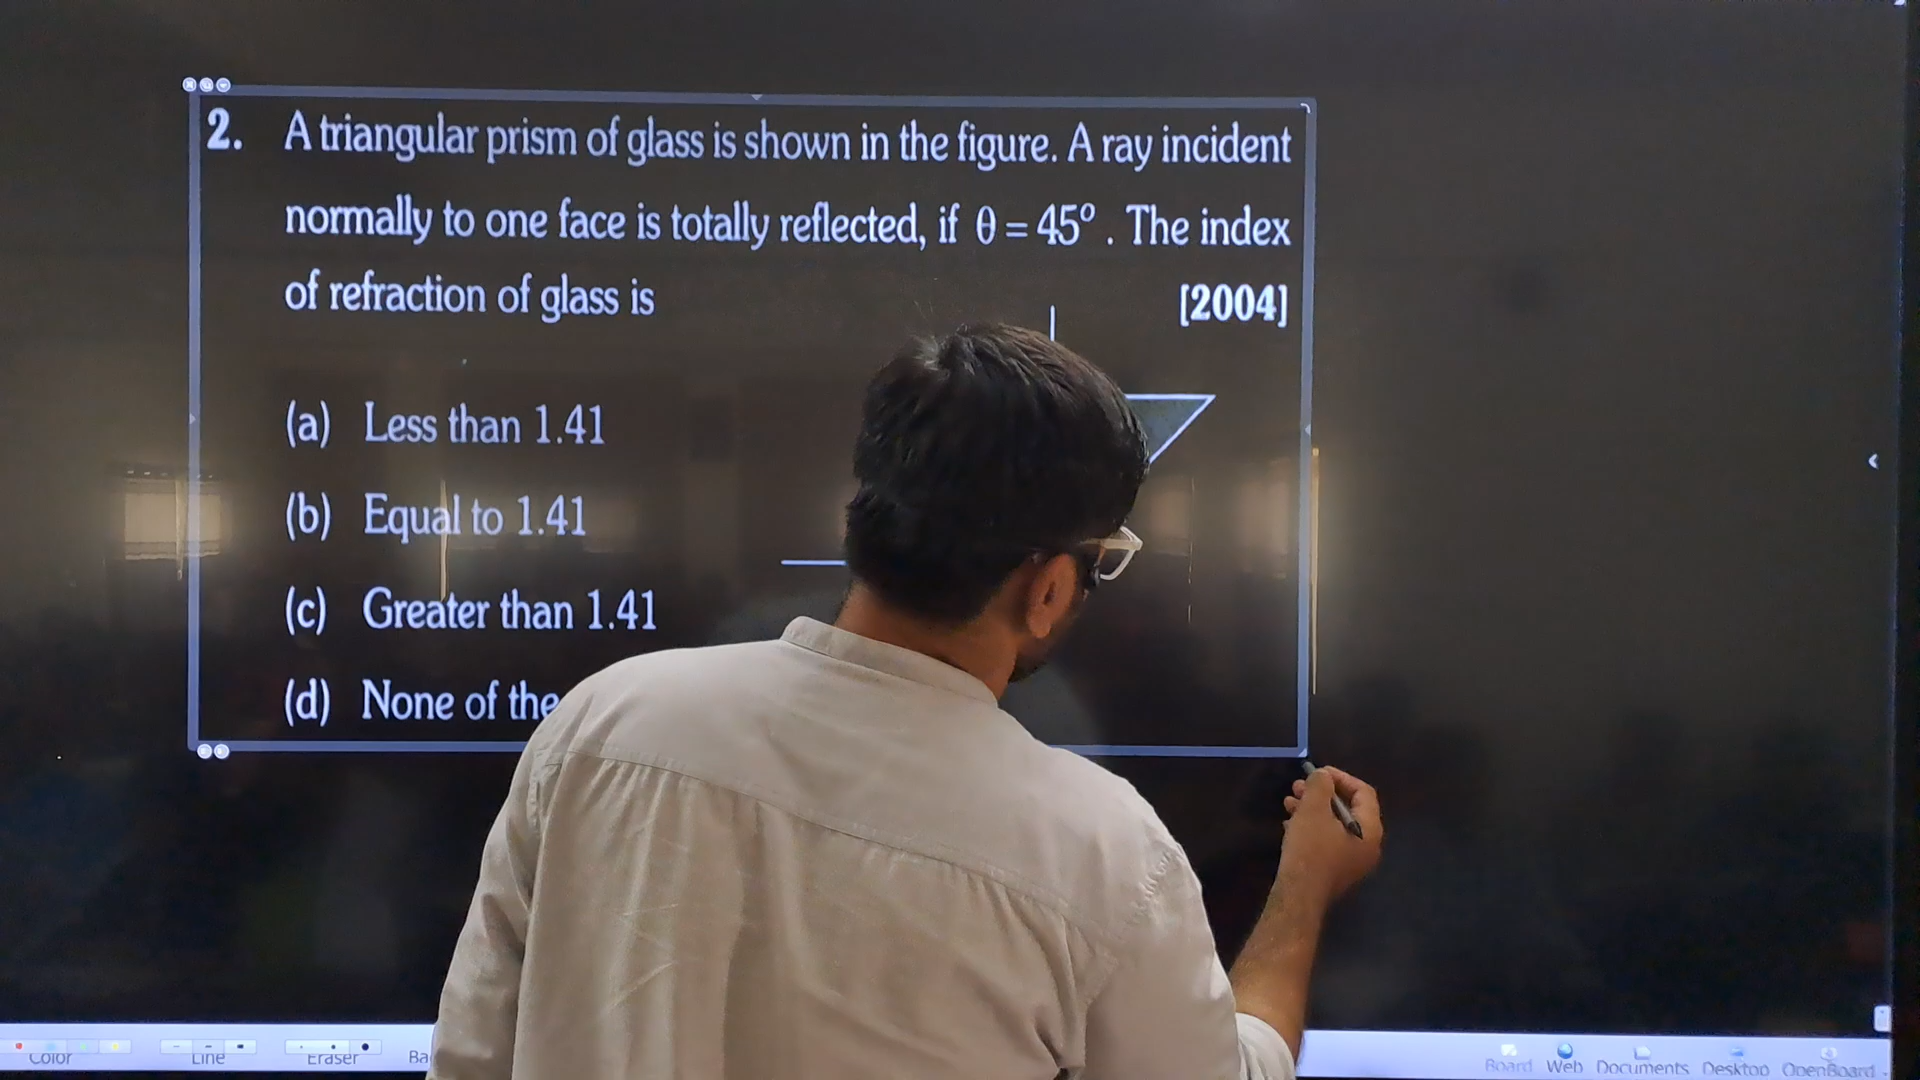 2. A triangular prism of glass is shown in the figure. A ray incident
normally to one face is totally reflected, if θ = 45° . The index
of refraction of glass is [2004]
(a) Less than 1.41
(b) Equal to 1.41
(c) Greater than 1.41
(d) None of the
Color Line Eraser Ba Board Web Documents Desktop OpenBoard